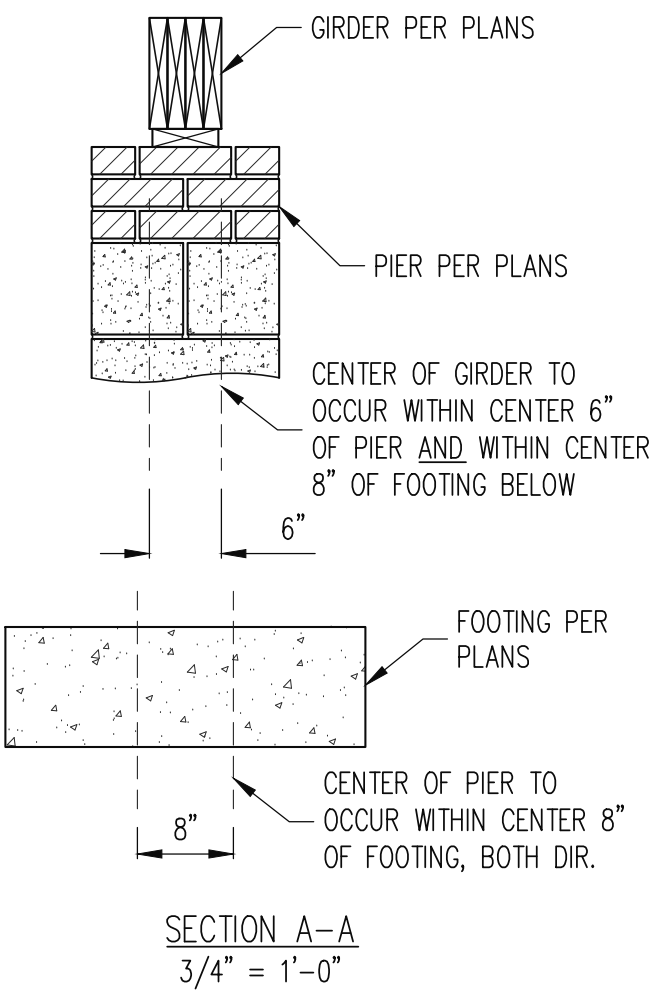 GIRDER PER PLANS
PIER PER PLANS
CENTER OF GIRDER TO
OCCUR WITHIN CENTER 6”
OF PIER AND WITHIN CENTER
8” OF FOOTING BELOW
6”
FOOTING PER
PLANS
CENTER OF PIER TO
OCCUR WITHIN CENTER 8”
OF FOOTING, BOTH DIR.
8”
SECTION A-A
3/4” = 1’-0”